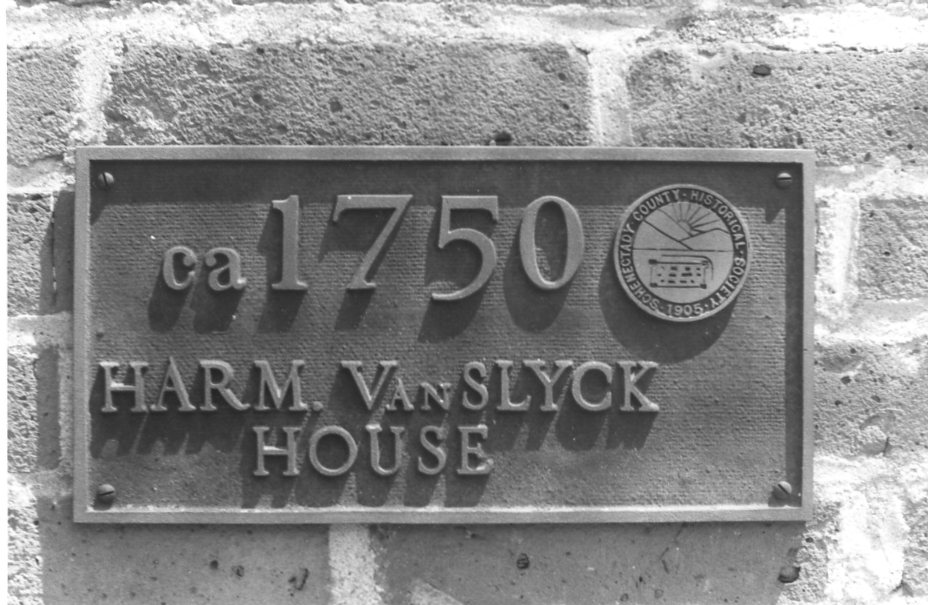 ca 1750
SCHENECTADY COUNTY · HISTORICAL · SOCIETY · 1905 ·
HARM. VAN SLYCK
HOUSE